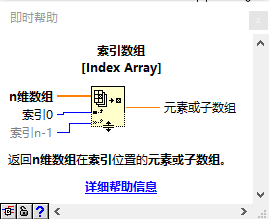 即时帮助
x
索引数组
[Index Array]
n维数组
索引0
索引n-1
元素或子数组
返回n维数组在索引位置的元素或子数组。
详细帮助信息
?